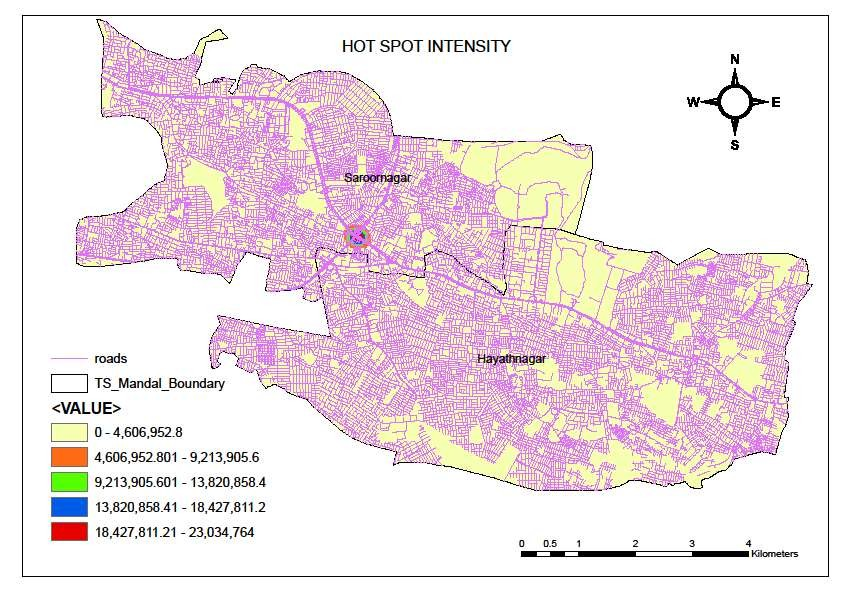 HOT SPOT INTENSITY
N
W
E
S
Saroornagar
Hayathnagar
roads
TS_Mandal_Boundary
<VALUE>
0 - 4,606,952.8
4,606,952.801 - 9,213,905.6
9,213,905.601 - 13,820,858.4
13,820,858.41 - 18,427,811.2
18,427,811.21 - 23,034,764
0 0.5 1 2 3 4
Kilometers